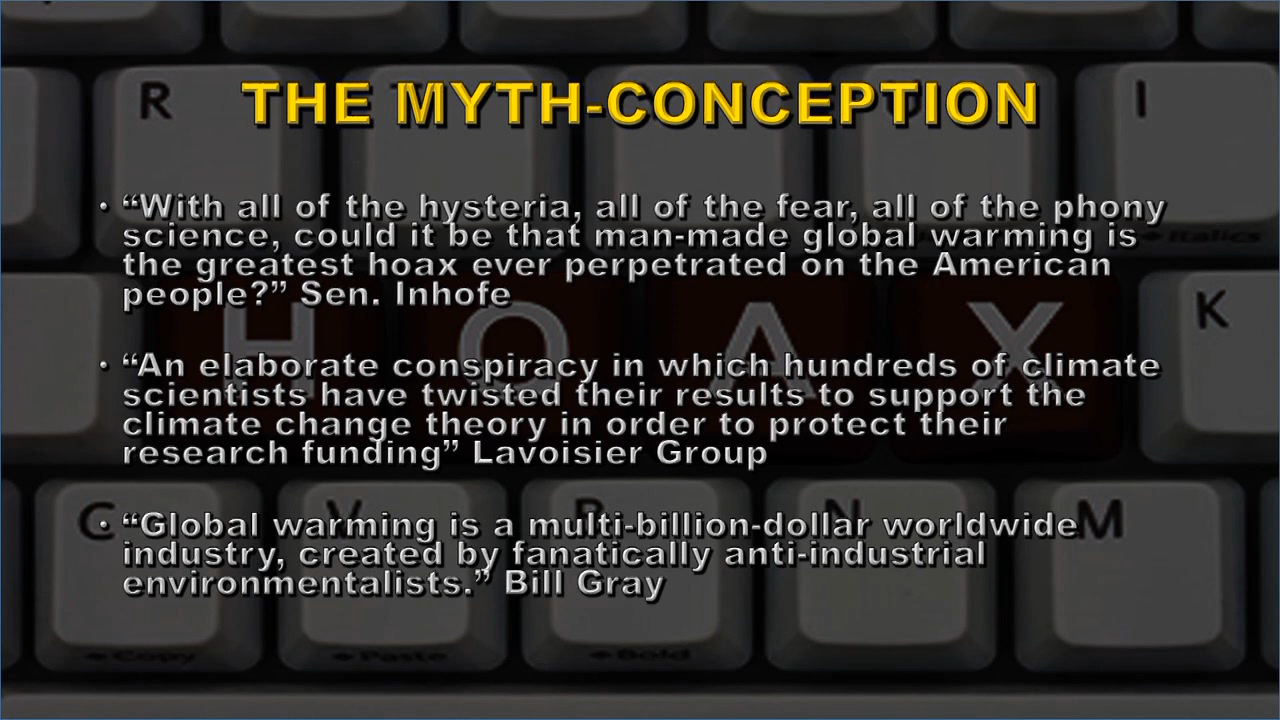 THE MYTH-CONCEPTION
R
I
• “With all of the hysteria, all of the fear, all of the phony
science, could it be that man-made global warming is
the greatest hoax ever perpetrated on the American
people?” Sen. Inhofe
Italics
H O A X
K
• “An elaborate conspiracy in which hundreds of climate
scientists have twisted their results to support the
climate change theory in order to protect their
research funding” Lavoisier Group
C V B N M
• “Global warming is a multi-billion-dollar worldwide
industry, created by fanatically anti-industrial
environmentalists.” Bill Gray
Copy Paste Bold